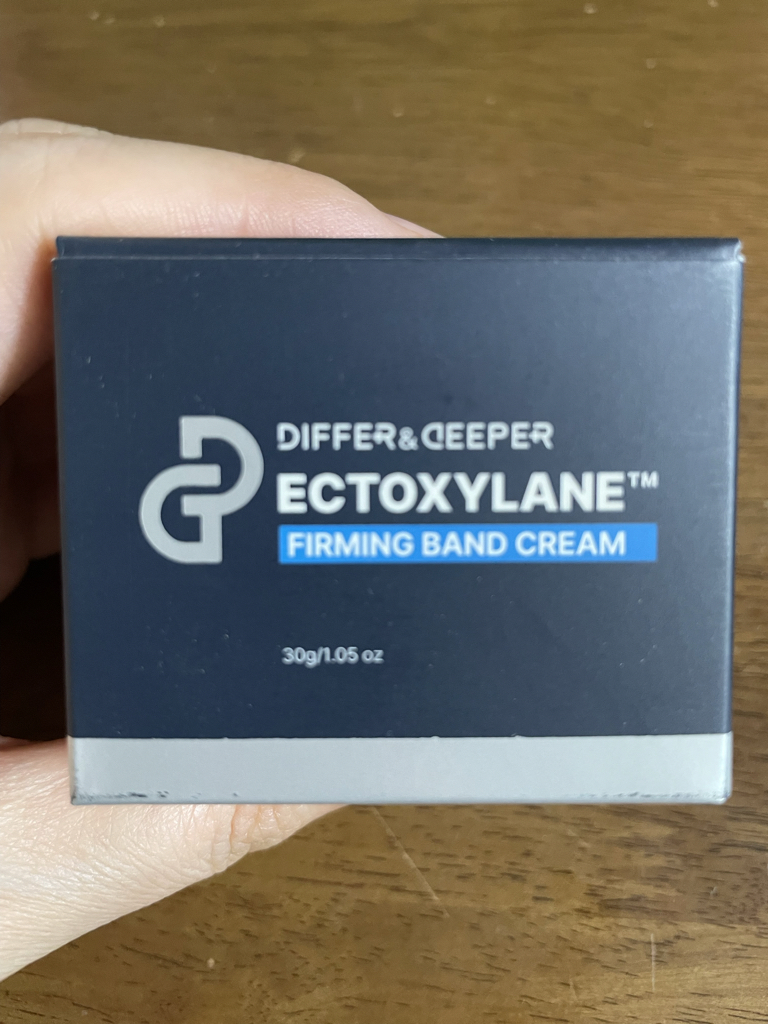 DIFFER&DEEPER
ECTOXYLANE™
FIRMING BAND CREAM
30g/1.05 oz